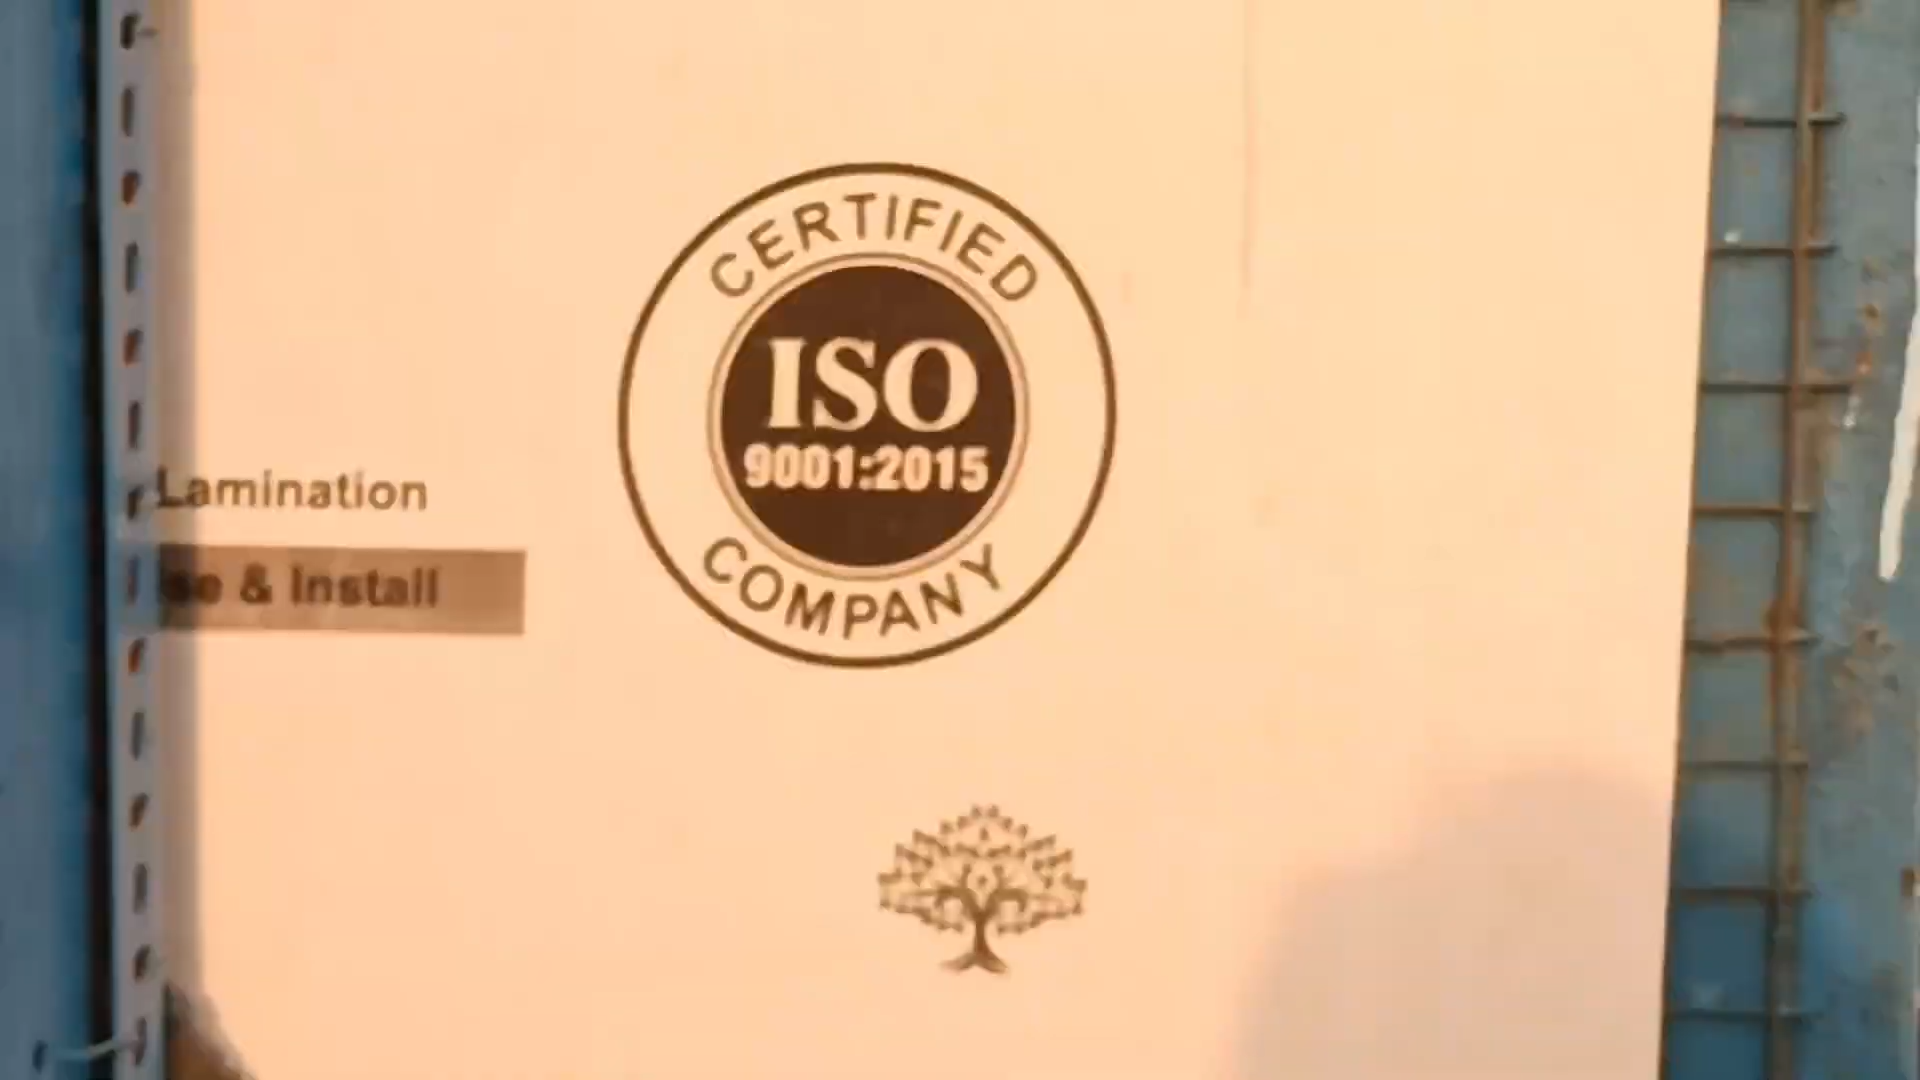 CERTIFIED
ISO
9001:2015
COMPANY
Lamination
& Install